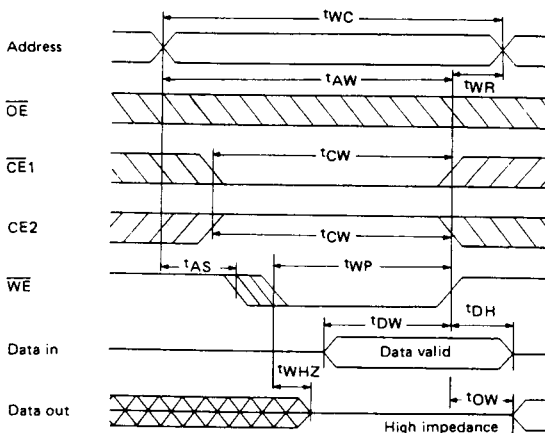 tWC
Address
tAW
tWR
OE
CE1
tCW
CE2
tCW
tAS
tWP
WE
tDW
tDH
Data in
Data valid
tWHZ
tOW
Data out
High impedance